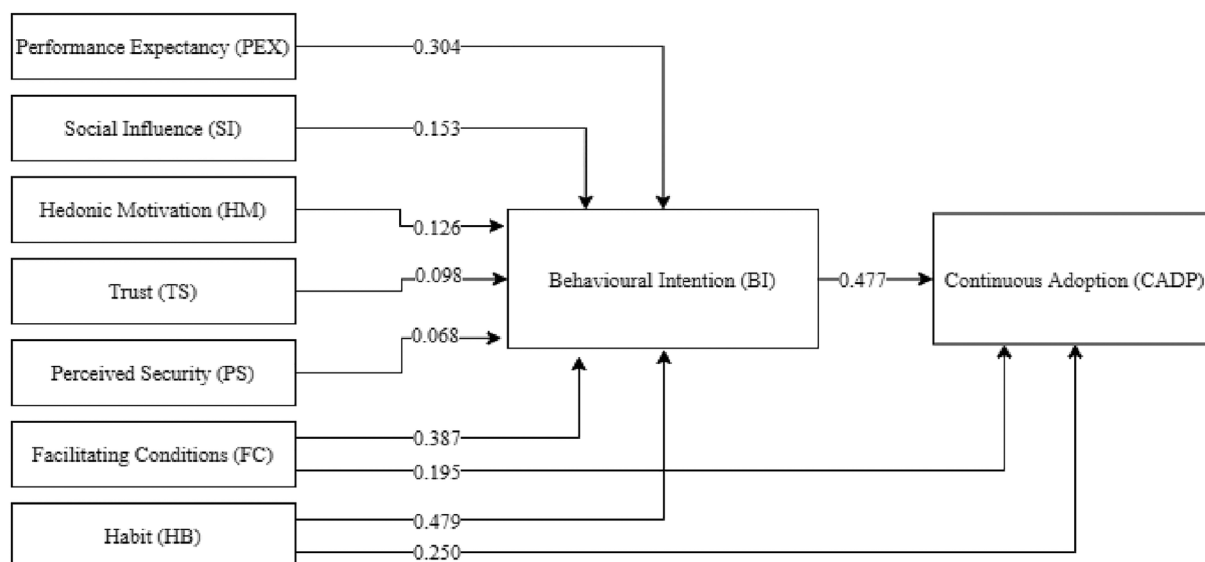 Performance Expectancy (PEX)
0.304
Social Influence (SI)
0.153
Hedonic Motivation (HM)
0.126
Trust (TS)
0.098
Behavioural Intention (BI)
0.477
Continuous Adoption (CADP)
0.068
Perceived Security (PS)
0.387
Facilitating Conditions (FC)
0.195
0.479
Habit (HB)
0.250